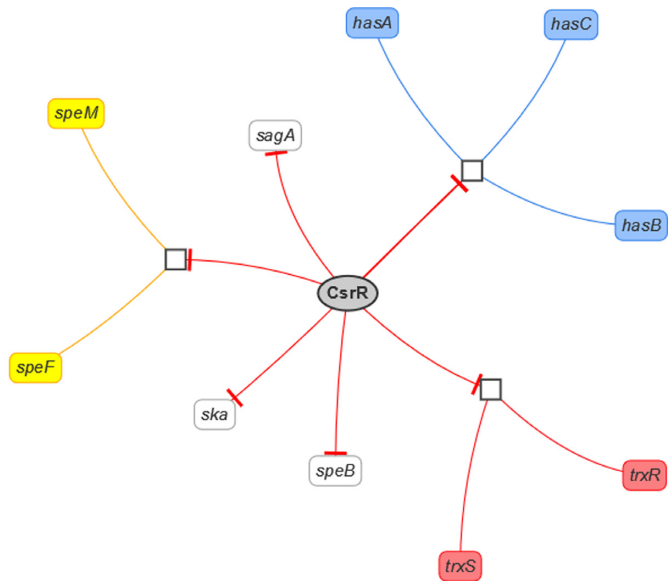 hasA
hasC
speM
sagA
hasB
CsrR
speF
ska
speB
trxR
trxS